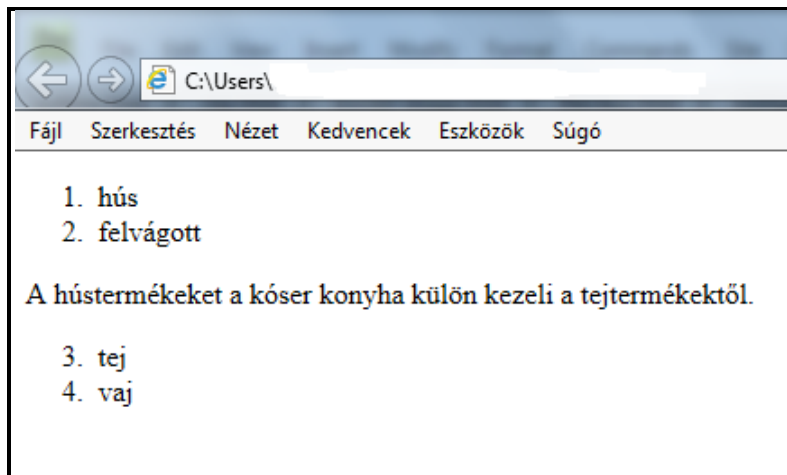 C:\Users\
Fájl Szerkesztés Nézet Kedvencek Eszközök Súgó
1. hús
2. felvágott
A hústermékeket a kóser konyha külön kezeli a tejtermékektől.
3. tej
4. vaj